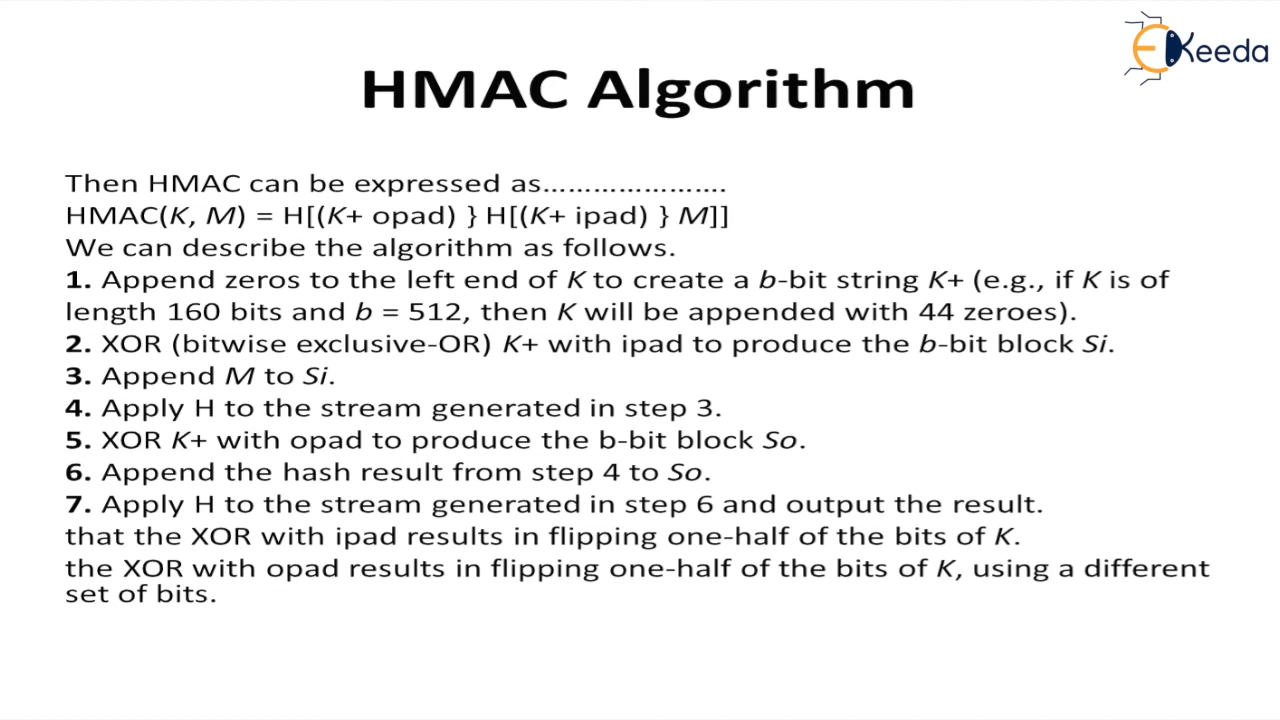 EKeeda
HMAC Algorithm
Then HMAC can be expressed as......................
HMAC(K, M) = H[(K+ opad) } H[(K+ ipad) } M]]
We can describe the algorithm as follows.
1. Append zeros to the left end of K to create a b-bit string K+ (e.g., if K is of
length 160 bits and b = 512, then K will be appended with 44 zeroes).
2. XOR (bitwise exclusive-OR) K+ with ipad to produce the b-bit block Si.
3. Append M to Si.
4. Apply H to the stream generated in step 3.
5. XOR K+ with opad to produce the b-bit block So.
6. Append the hash result from step 4 to So.
7. Apply H to the stream generated in step 6 and output the result.
that the XOR with ipad results in flipping one-half of the bits of K.
the XOR with opad results in flipping one-half of the bits of K, using a different
set of bits.